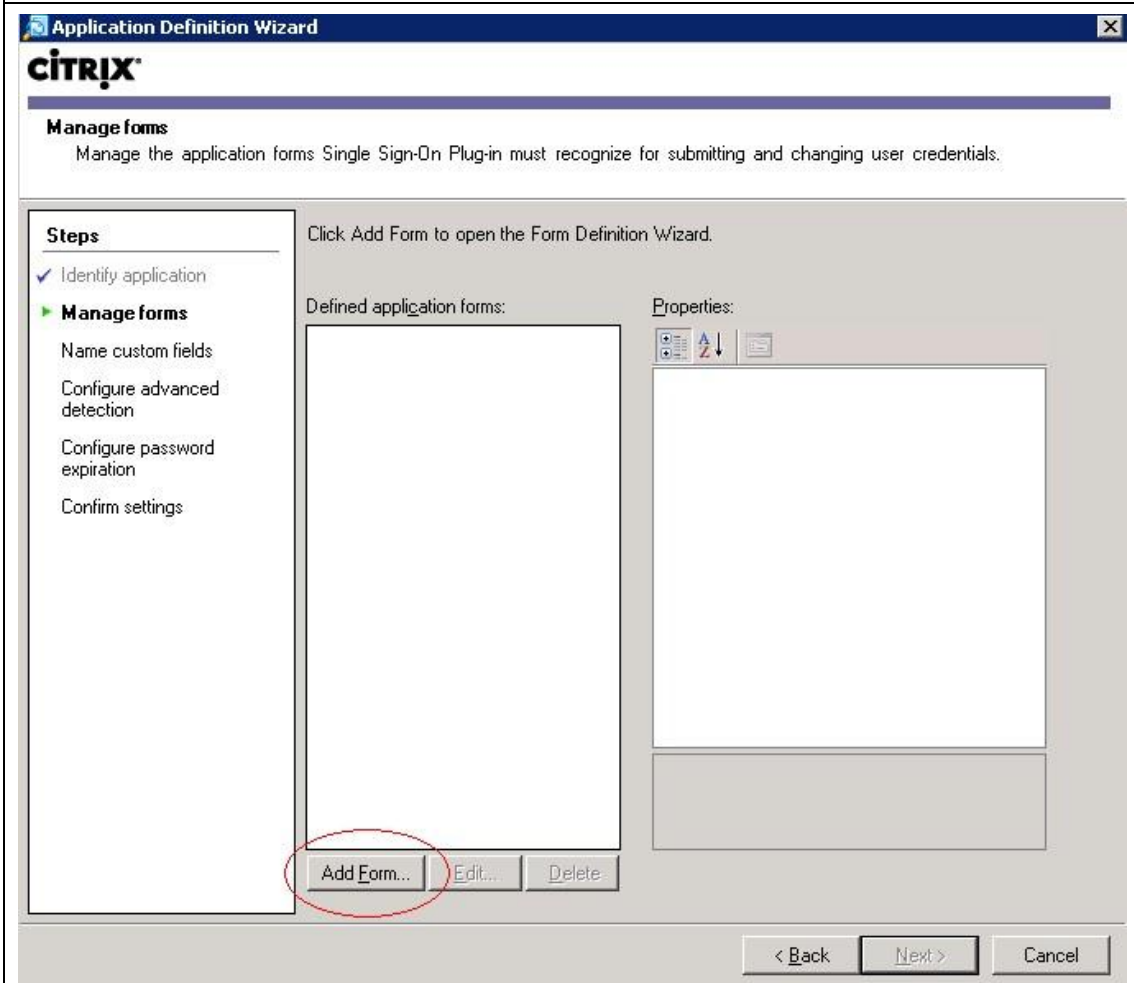 Application Definition Wizard
CİTRIX
Manage forms
Manage the application forms Single Sign-On Plug-in must recognize for submitting and changing user credentials.
Steps
Identify application
Manage forms
Name custom fields
Configure advanced
detection
Configure password
expiration
Confirm settings
Click Add Form to open the Form Definition Wizard.
Defined application forms:
Properties:
Add Form...
Edit...
Delete
< Back
Next >
Cancel